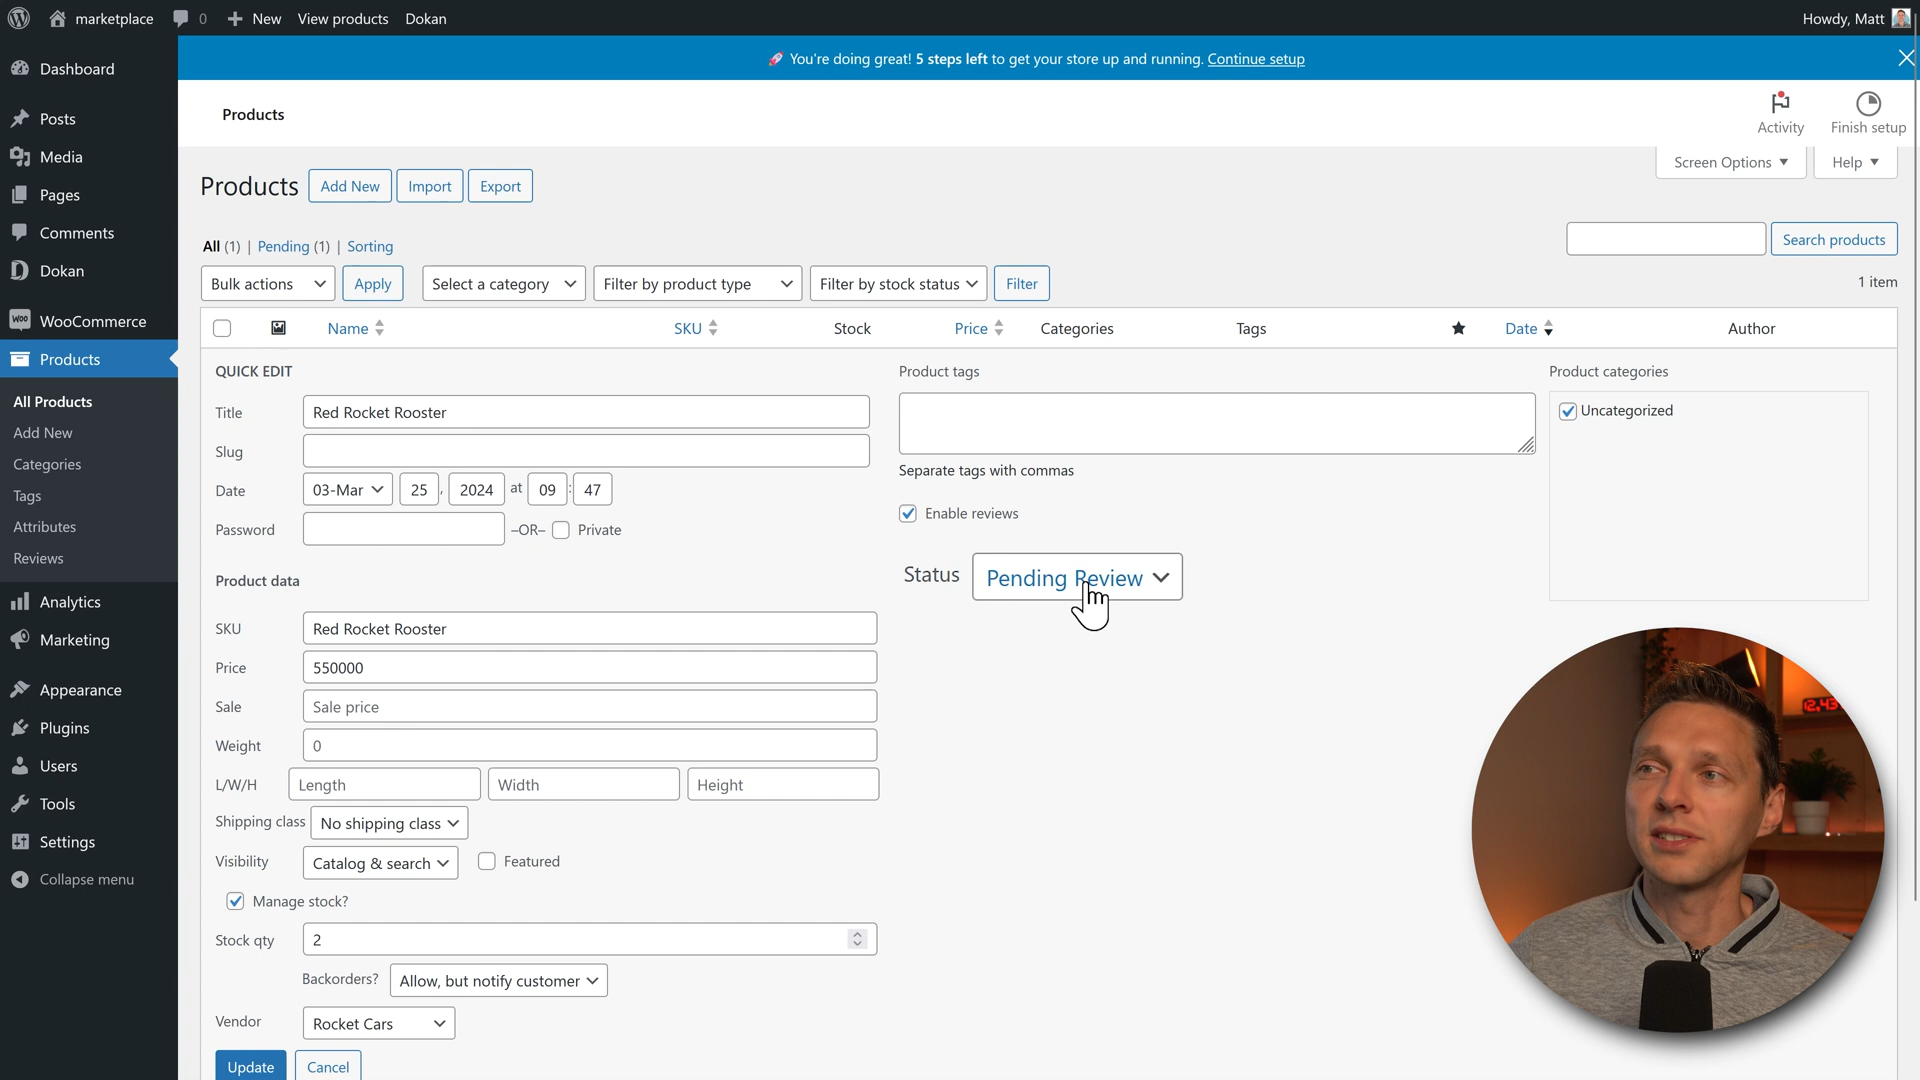 marketplace 0 New View products Dokan Howdy, Matt
🚀 You're doing great! 5 steps left to get your store up and running. Continue setup
Dashboard
Posts
Media
Pages
Comments
Dokan
WooCommerce
Products
All Products
Add New
Categories
Tags
Attributes
Reviews
Analytics
Marketing
Appearance
Plugins
Users
Tools
Settings
Collapse menu
Products
Activity
Finish setup
Screen Options
Help
Products Add New Import Export
All (1) | Pending (1) | Sorting
Search products
Bulk actions Apply Select a category Filter by product type Filter by stock status Filter
1 item
Name SKU Stock Price Categories Tags Date Author
QUICK EDIT
Title Red Rocket Rooster
Slug
Date 03-Mar 25 , 2024 at 09 : 47
Password –OR– Private
Product data
SKU Red Rocket Rooster
Price 550000
Sale Sale price
Weight 0
L/W/H Length Width Height
Shipping class No shipping class
Visibility Catalog & search Featured
Manage stock?
Stock qty 2
Backorders? Allow, but notify customer
Vendor Rocket Cars
Update Cancel
Product tags
Separate tags with commas
Enable reviews
Status Pending Review
Product categories
Uncategorized